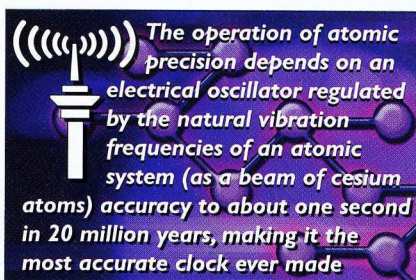 The operation of atomic
precision depends on an
electrical oscillator regulated
by the natural vibration
frequencies of an atomic
system (as a beam of cesium
atoms) accuracy to about one second
in 20 million years, making it the
most accurate clock ever made